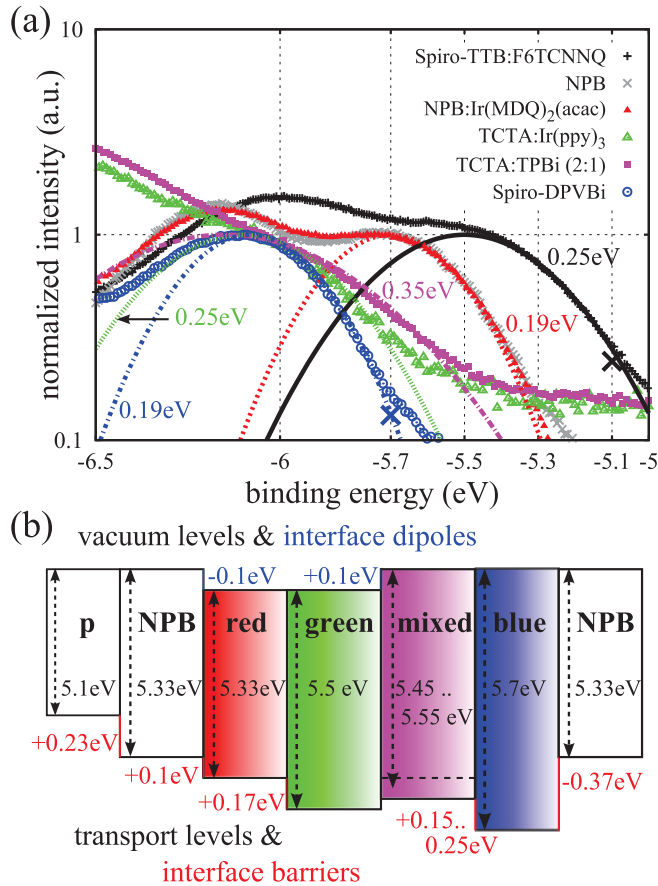 (a)
10
1
0.1
normalized intensity (a.u.)
Spiro-TTB:F6TCNNQ
NPB
NPB:Ir(MDQ)₂(acac)
TCTA:Ir(ppy)₃
TCTA:TPBi (2:1)
Spiro-DPVBi
0.25eV
0.35eV
0.25eV
0.19eV
0.19eV
-6.5 -6 -5.7 -5.5 -5.3 -5.1 -5
binding energy (eV)
(b)
vacuum levels & interface dipoles
-0.1eV +0.1eV
p NPB red green mixed blue NPB
5.1eV 5.33eV 5.33eV 5.5 eV 5.45 .. 5.7eV 5.33eV
5.55 eV
+0.23eV
+0.1eV
+0.17eV
-0.37eV
+0.15..
0.25eV
transport levels &
interface barriers